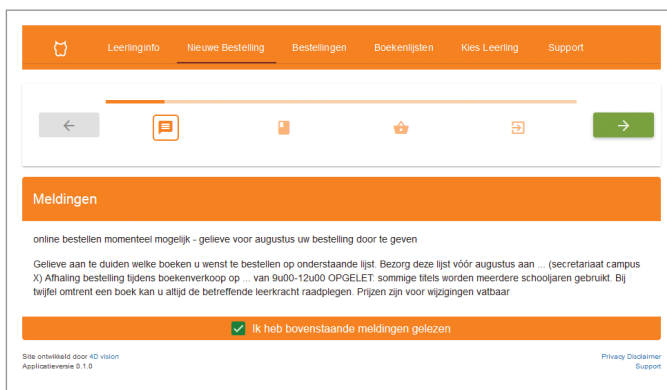 Leerlinginfo Nieuwe Bestelling Bestellingen Boekenlijsten Kies Leerling Support
Meldingen
online bestellen momenteel mogelijk - gelieve voor augustus uw bestelling door te geven
Gelieve aan te duiden welke boeken u wenst te bestellen op onderstaande lijst. Bezorg deze lijst vóór augustus aan ... (secretariaat campus
X) Afhaling bestelling tijdens boekenverkoop op ... van 9u00-12u00 OPGELET: sommige titels worden meerdere schooljaren gebruikt. Bij
twijfel omtrent een boek kan u altijd de betreffende leerkracht raadplegen. Prijzen zijn voor wijzigingen vatbaar
Ik heb bovenstaande meldingen gelezen
Site ontwikkeld door 4D vision Privacy Disclaimer
Applicatieversie 0.1.0 Support